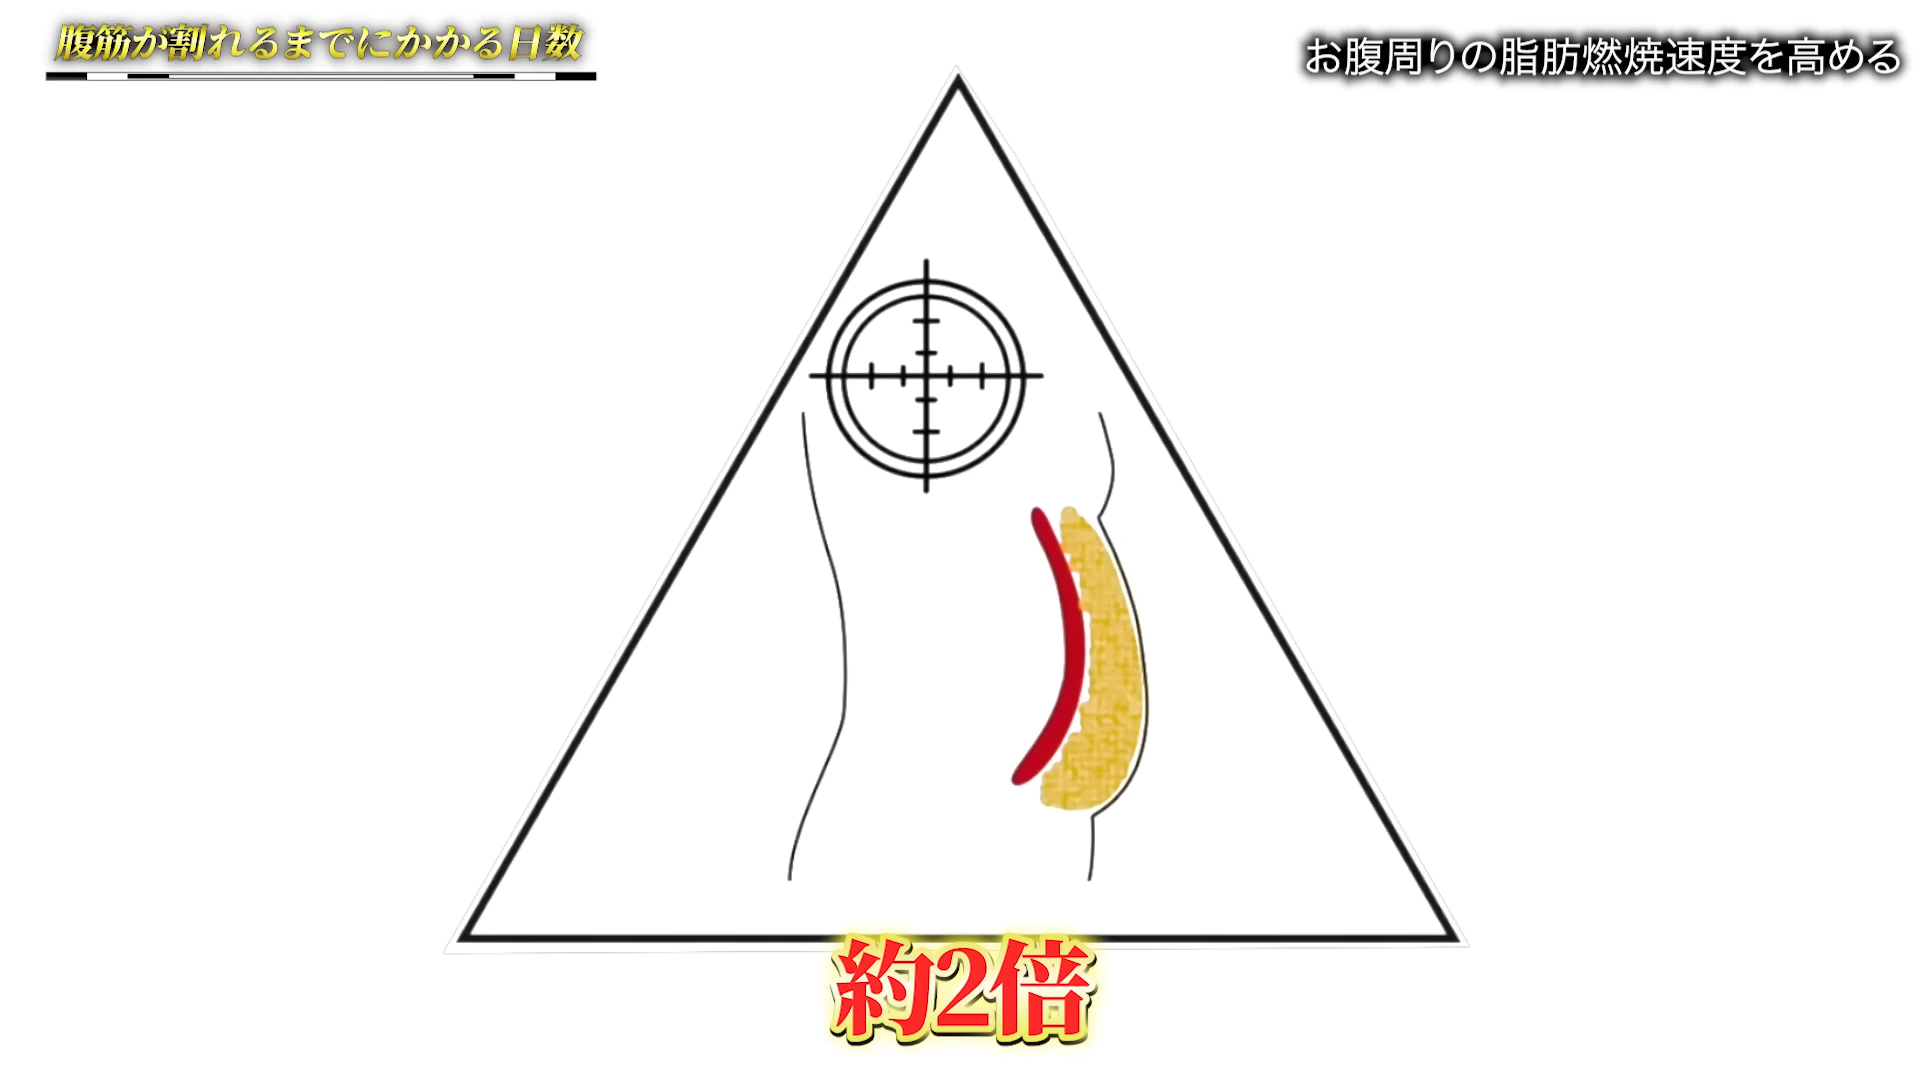 腹筋が割れるまでにかかる日数
お腹周りの脂肪燃焼速度を高める
約2倍